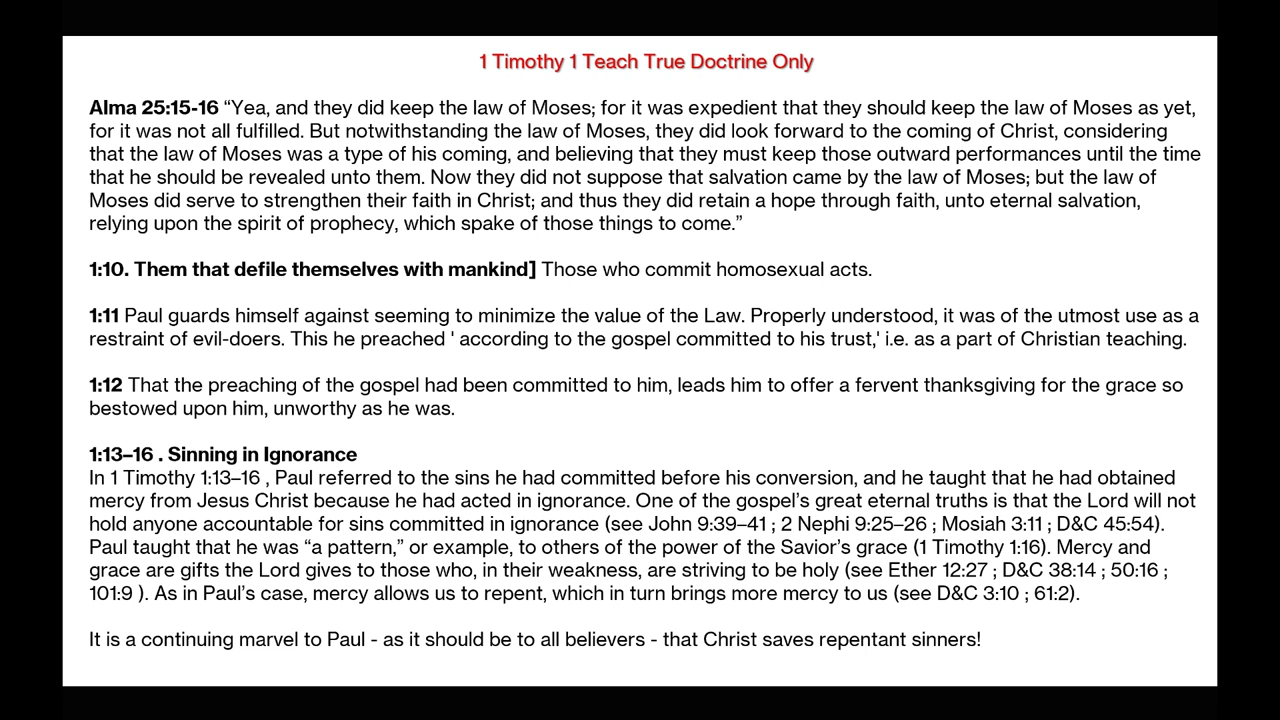 1 Timothy 1 Teach True Doctrine Only
Alma 25:15-16 “Yea, and they did keep the law of Moses; for it was expedient that they should keep the law of Moses as yet,
for it was not all fulfilled. But notwithstanding the law of Moses, they did look forward to the coming of Christ, considering
that the law of Moses was a type of his coming, and believing that they must keep those outward performances until the time
that he should be revealed unto them. Now they did not suppose that salvation came by the law of Moses; but the law of
Moses did serve to strengthen their faith in Christ; and thus they did retain a hope through faith, unto eternal salvation,
relying upon the spirit of prophecy, which spake of those things to come.”
1:10. Them that defile themselves with mankind] Those who commit homosexual acts.
1:11 Paul guards himself against seeming to minimize the value of the Law. Properly understood, it was of the utmost use as a
restraint of evil-doers. This he preached ' according to the gospel committed to his trust,' i.e. as a part of Christian teaching.
1:12 That the preaching of the gospel had been committed to him, leads him to offer a fervent thanksgiving for the grace so
bestowed upon him, unworthy as he was.
1:13–16 . Sinning in Ignorance
In 1 Timothy 1:13–16 , Paul referred to the sins he had committed before his conversion, and he taught that he had obtained
mercy from Jesus Christ because he had acted in ignorance. One of the gospel’s great eternal truths is that the Lord will not
hold anyone accountable for sins committed in ignorance (see John 9:39–41 ; 2 Nephi 9:25–26 ; Mosiah 3:11 ; D&C 45:54).
Paul taught that he was “a pattern,” or example, to others of the power of the Savior’s grace (1 Timothy 1:16). Mercy and
grace are gifts the Lord gives to those who, in their weakness, are striving to be holy (see Ether 12:27 ; D&C 38:14 ; 50:16 ;
101:9 ). As in Paul’s case, mercy allows us to repent, which in turn brings more mercy to us (see D&C 3:10 ; 61:2).
It is a continuing marvel to Paul - as it should be to all believers - that Christ saves repentant sinners!